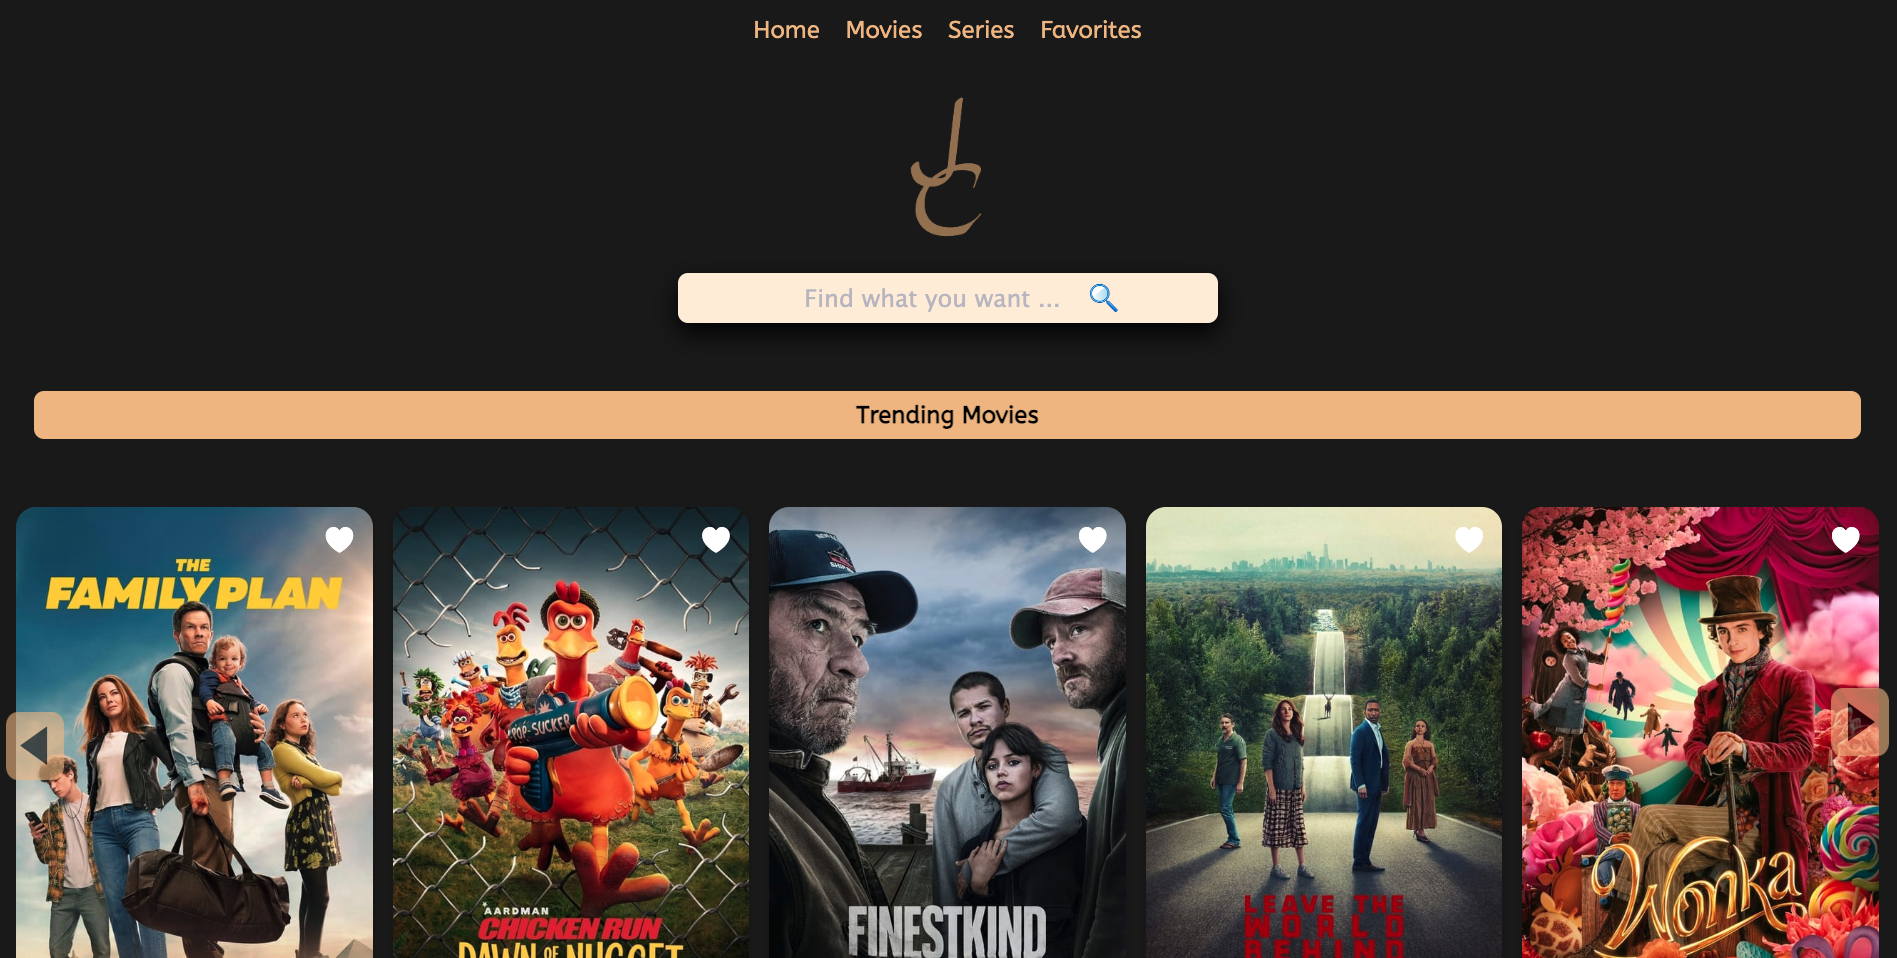 Home Movies Series Favorites
JC
Find what you want ...
Trending Movies
THE
FAMILY PLAN
POP-SUCKER
AARDMAN
CHICKEN RUN
DAWN OF NUGGET
FINESTKIND
LEAVE THE
WORLD
BEHIND
Wonka